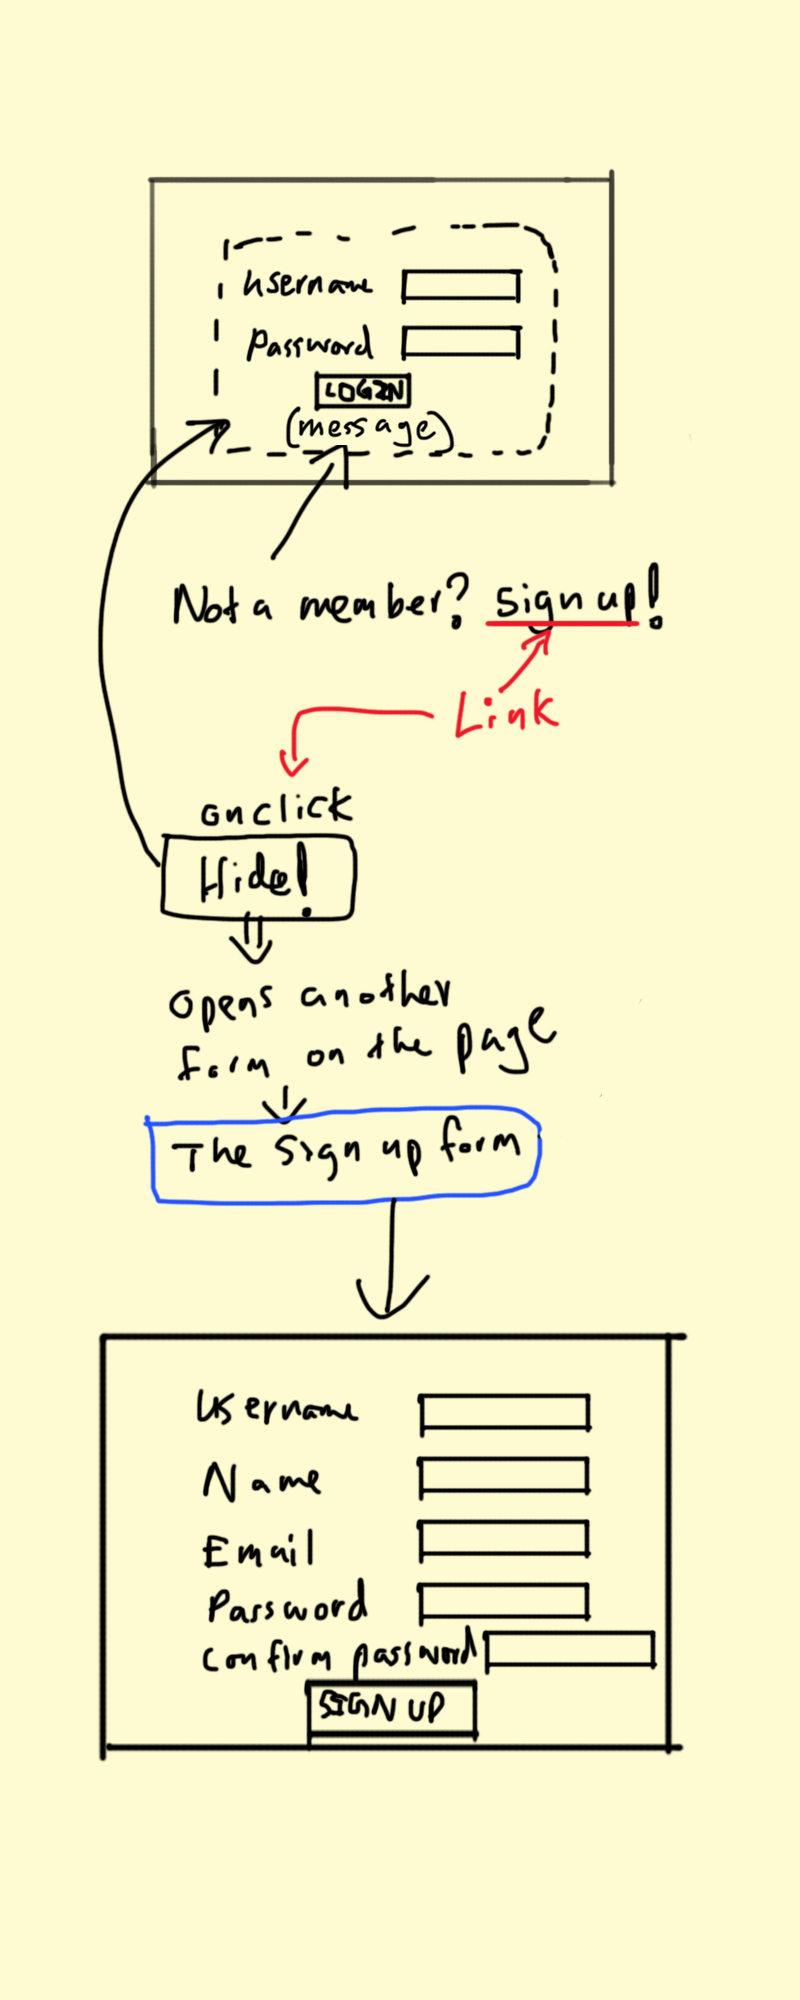 Username
Password
LOGIN
(message)
Not a member? Sign up!
Link
onclick
Hide!
Opens another
form on the page
The Sign up form
Username
Name
Email
Password
Confirm password
SIGN UP